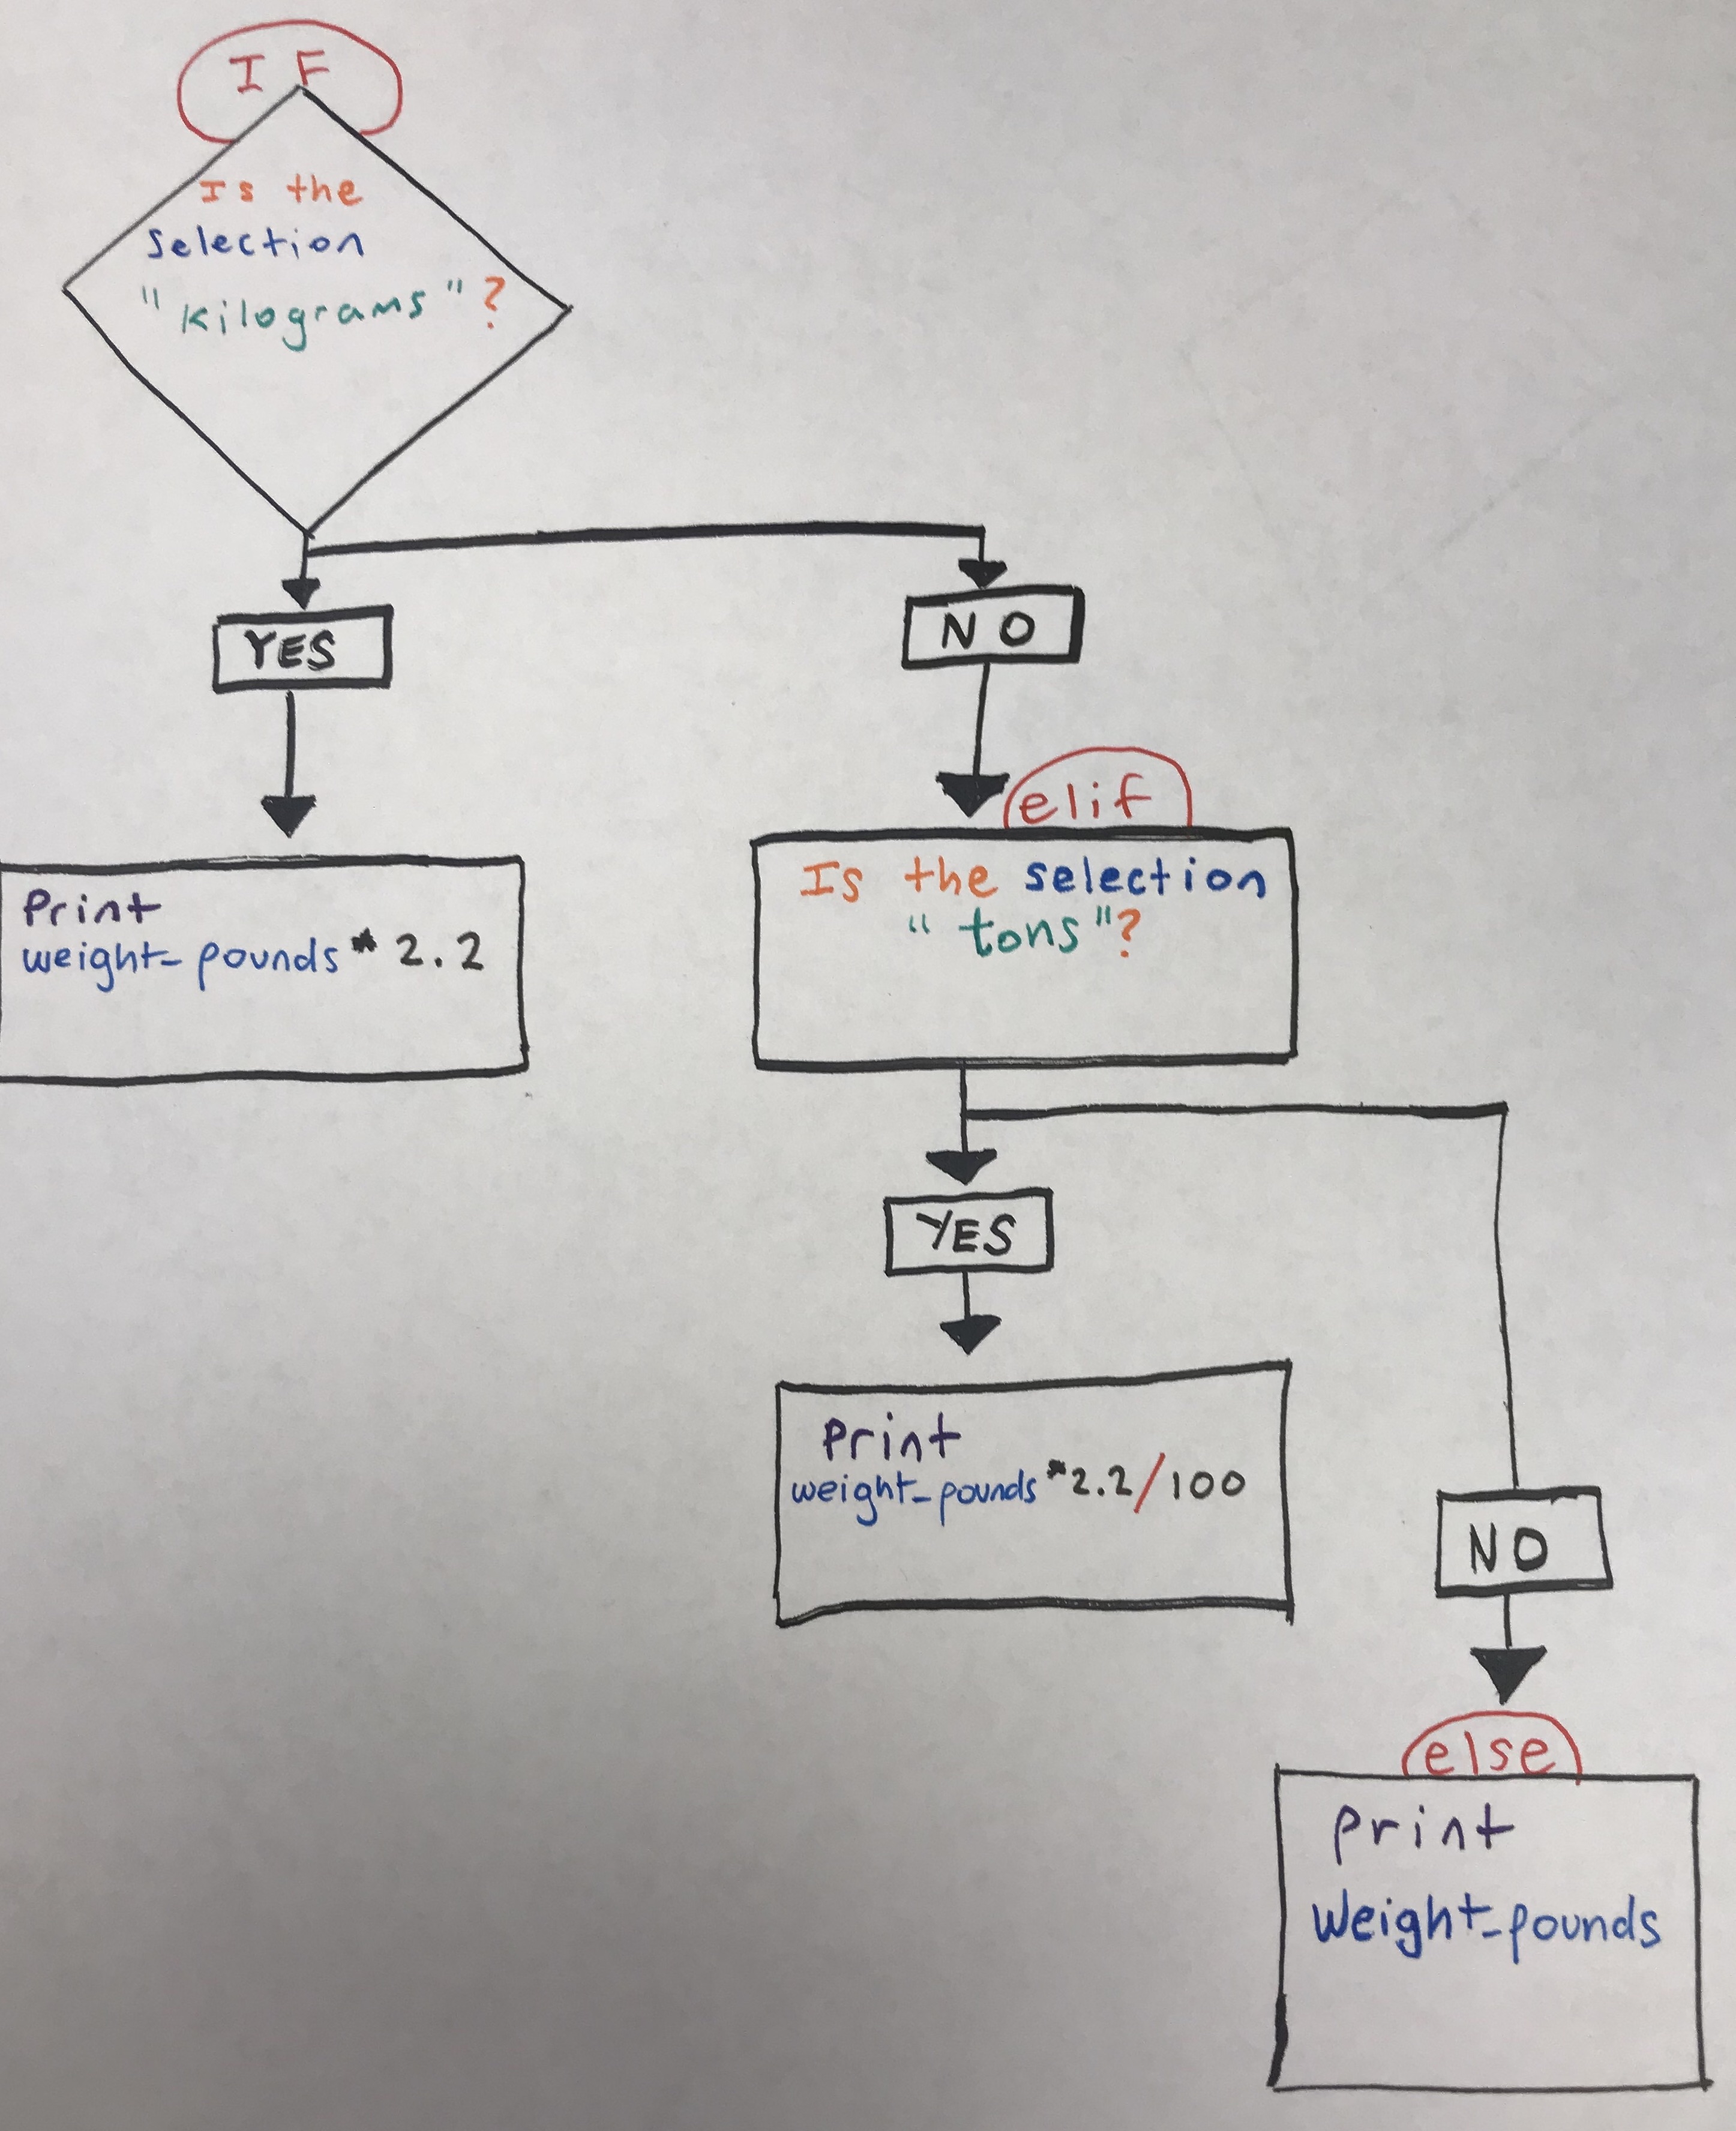 IF
Is the
selection
"kilograms"?
YES
NO
Print
weight_pounds * 2.2
elif
Is the selection
"tons"?
YES
Print
weight_pounds *2.2/100
NO
else
print
weight_pounds